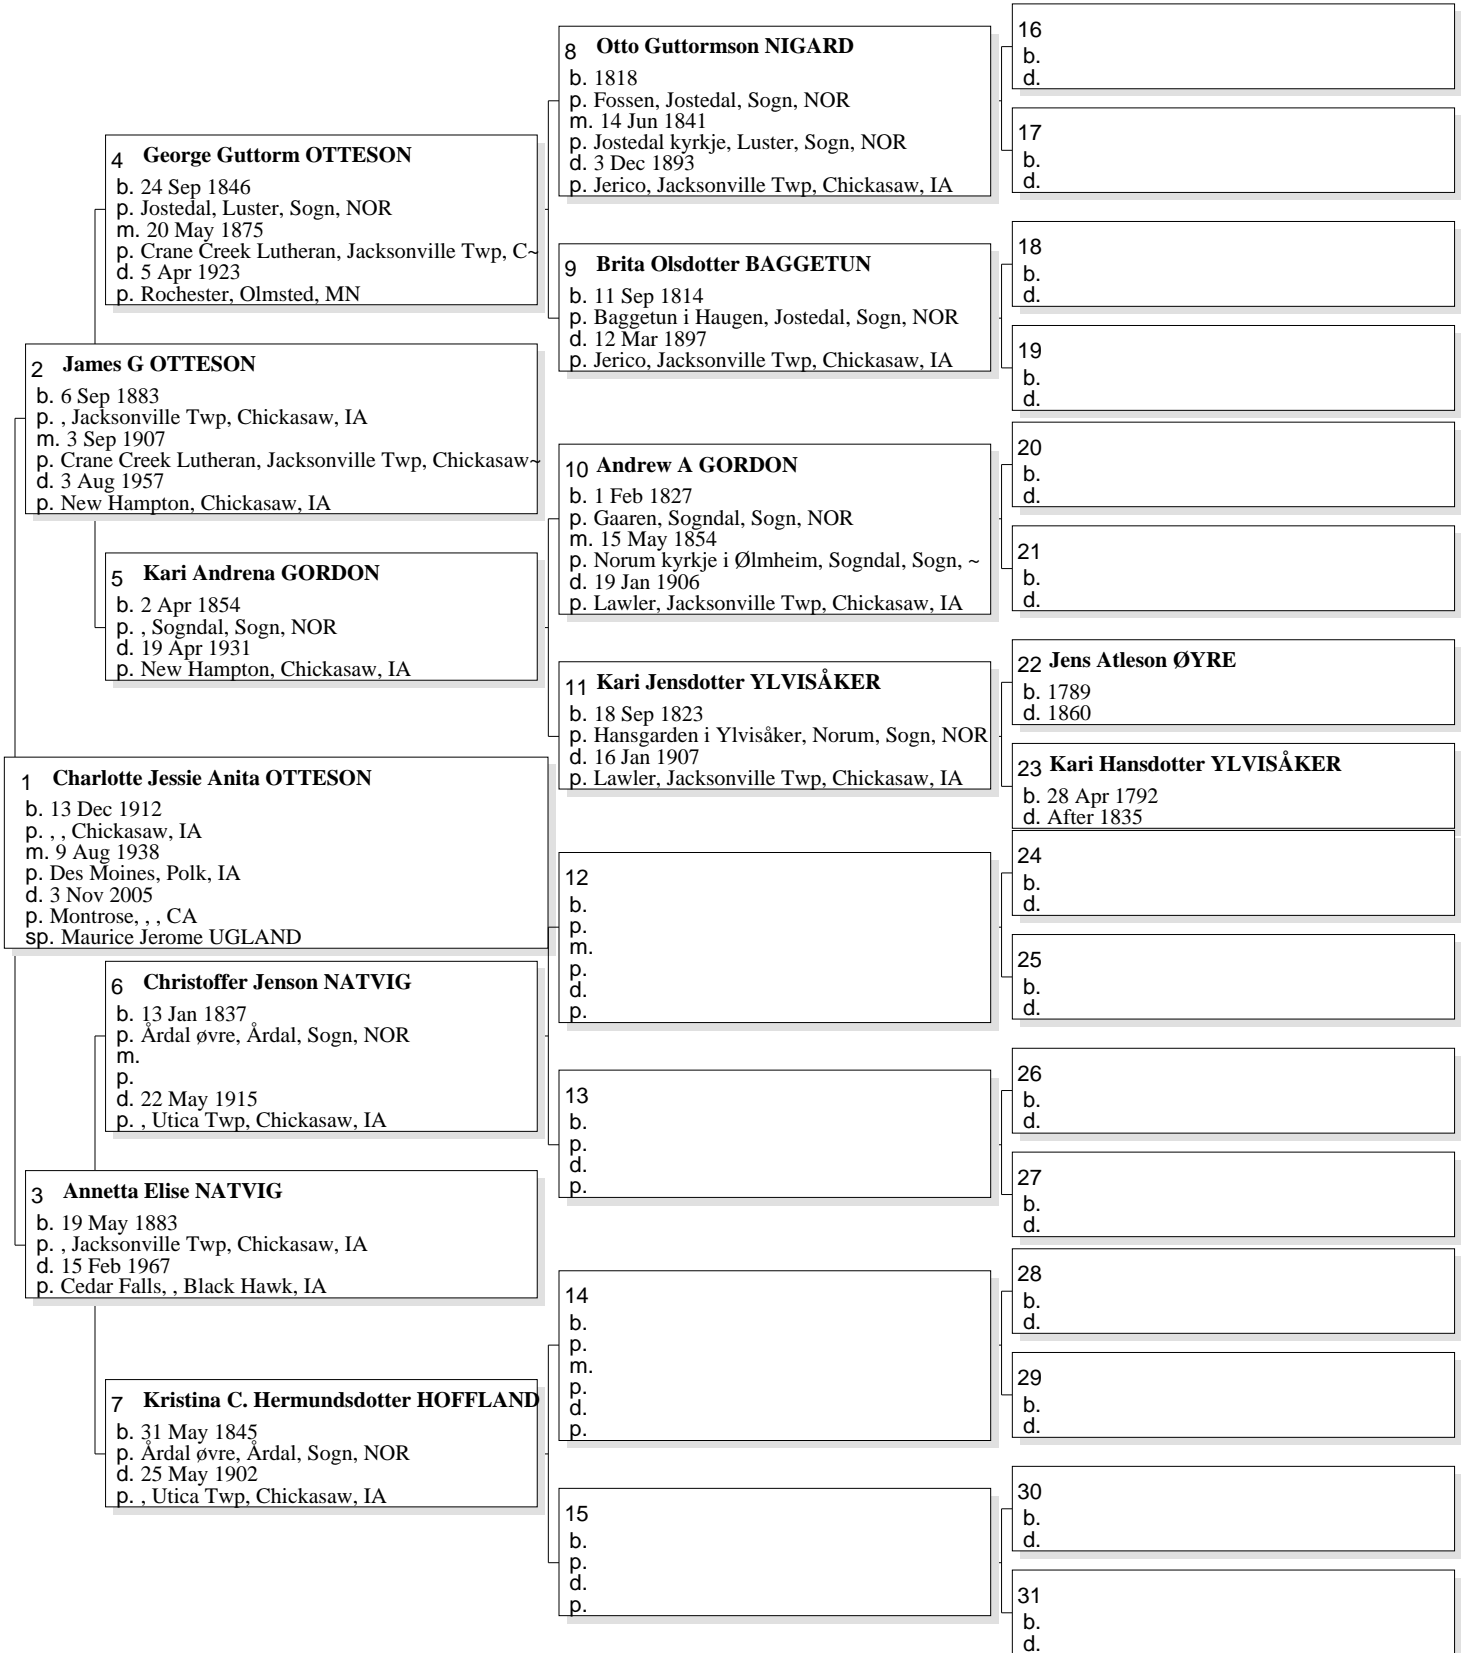 1 Charlotte Jessie Anita OTTESON
b. 13 Dec 1912
p. , , Chickasaw, IA
m. 9 Aug 1938
p. Des Moines, Polk, IA
d. 3 Nov 2005
p. Montrose, , , CA
sp. Maurice Jerome UGLAND
2 James G OTTESON
b. 6 Sep 1883
p. , Jacksonville Twp, Chickasaw, IA
m. 3 Sep 1907
p. Crane Creek Lutheran, Jacksonville Twp, Chickasaw~
d. 3 Aug 1957
p. New Hampton, Chickasaw, IA
3 Annetta Elise NATVIG
b. 19 May 1883
p. , Jacksonville Twp, Chickasaw, IA
d. 15 Feb 1967
p. Cedar Falls, , Black Hawk, IA
4 George Guttorm OTTESON
b. 24 Sep 1846
p. Jostedal, Luster, Sogn, NOR
m. 20 May 1875
p. Crane Creek Lutheran, Jacksonville Twp, C~
d. 5 Apr 1923
p. Rochester, Olmsted, MN
5 Kari Andrena GORDON
b. 2 Apr 1854
p. , Sogndal, Sogn, NOR
d. 19 Apr 1931
p. New Hampton, Chickasaw, IA
6 Christoffer Jenson NATVIG
b. 13 Jan 1837
p. Årdal øvre, Årdal, Sogn, NOR
m.
p.
d. 22 May 1915
p. , Utica Twp, Chickasaw, IA
7 Kristina C. Hermundsdotter HOFFLAND
b. 31 May 1845
p. Årdal øvre, Årdal, Sogn, NOR
d. 25 May 1902
p. , Utica Twp, Chickasaw, IA
8 Otto Guttormson NIGARD
b. 1818
p. Fossen, Jostedal, Sogn, NOR
m. 14 Jun 1841
p. Jostedal kyrkje, Luster, Sogn, NOR
d. 3 Dec 1893
p. Jerico, Jacksonville Twp, Chickasaw, IA
9 Brita Olsdotter BAGGETUN
b. 11 Sep 1814
p. Baggetun i Haugen, Jostedal, Sogn, NOR
d. 12 Mar 1897
p. Jerico, Jacksonville Twp, Chickasaw, IA
10 Andrew A GORDON
b. 1 Feb 1827
p. Gaaren, Sogndal, Sogn, NOR
m. 15 May 1854
p. Norum kyrkje i Ølmheim, Sogndal, Sogn, ~
d. 19 Jan 1906
p. Lawler, Jacksonville Twp, Chickasaw, IA
11 Kari Jensdotter YLVISÅKER
b. 18 Sep 1823
p. Hansgarden i Ylvisåker, Norum, Sogn, NOR
d. 16 Jan 1907
p. Lawler, Jacksonville Twp, Chickasaw, IA
12
b.
p.
m.
p.
d.
p.
13
b.
p.
d.
p.
14
b.
p.
m.
p.
d.
p.
15
b.
p.
d.
p.
16
b.
d.
17
b.
d.
18
b.
d.
19
b.
d.
20
b.
d.
21
b.
d.
22 Jens Atleson ØYRE
b. 1789
d. 1860
23 Kari Hansdotter YLVISÅKER
b. 28 Apr 1792
d. After 1835
24
b.
d.
25
b.
d.
26
b.
d.
27
b.
d.
28
b.
d.
29
b.
d.
30
b.
d.
31
b.
d.